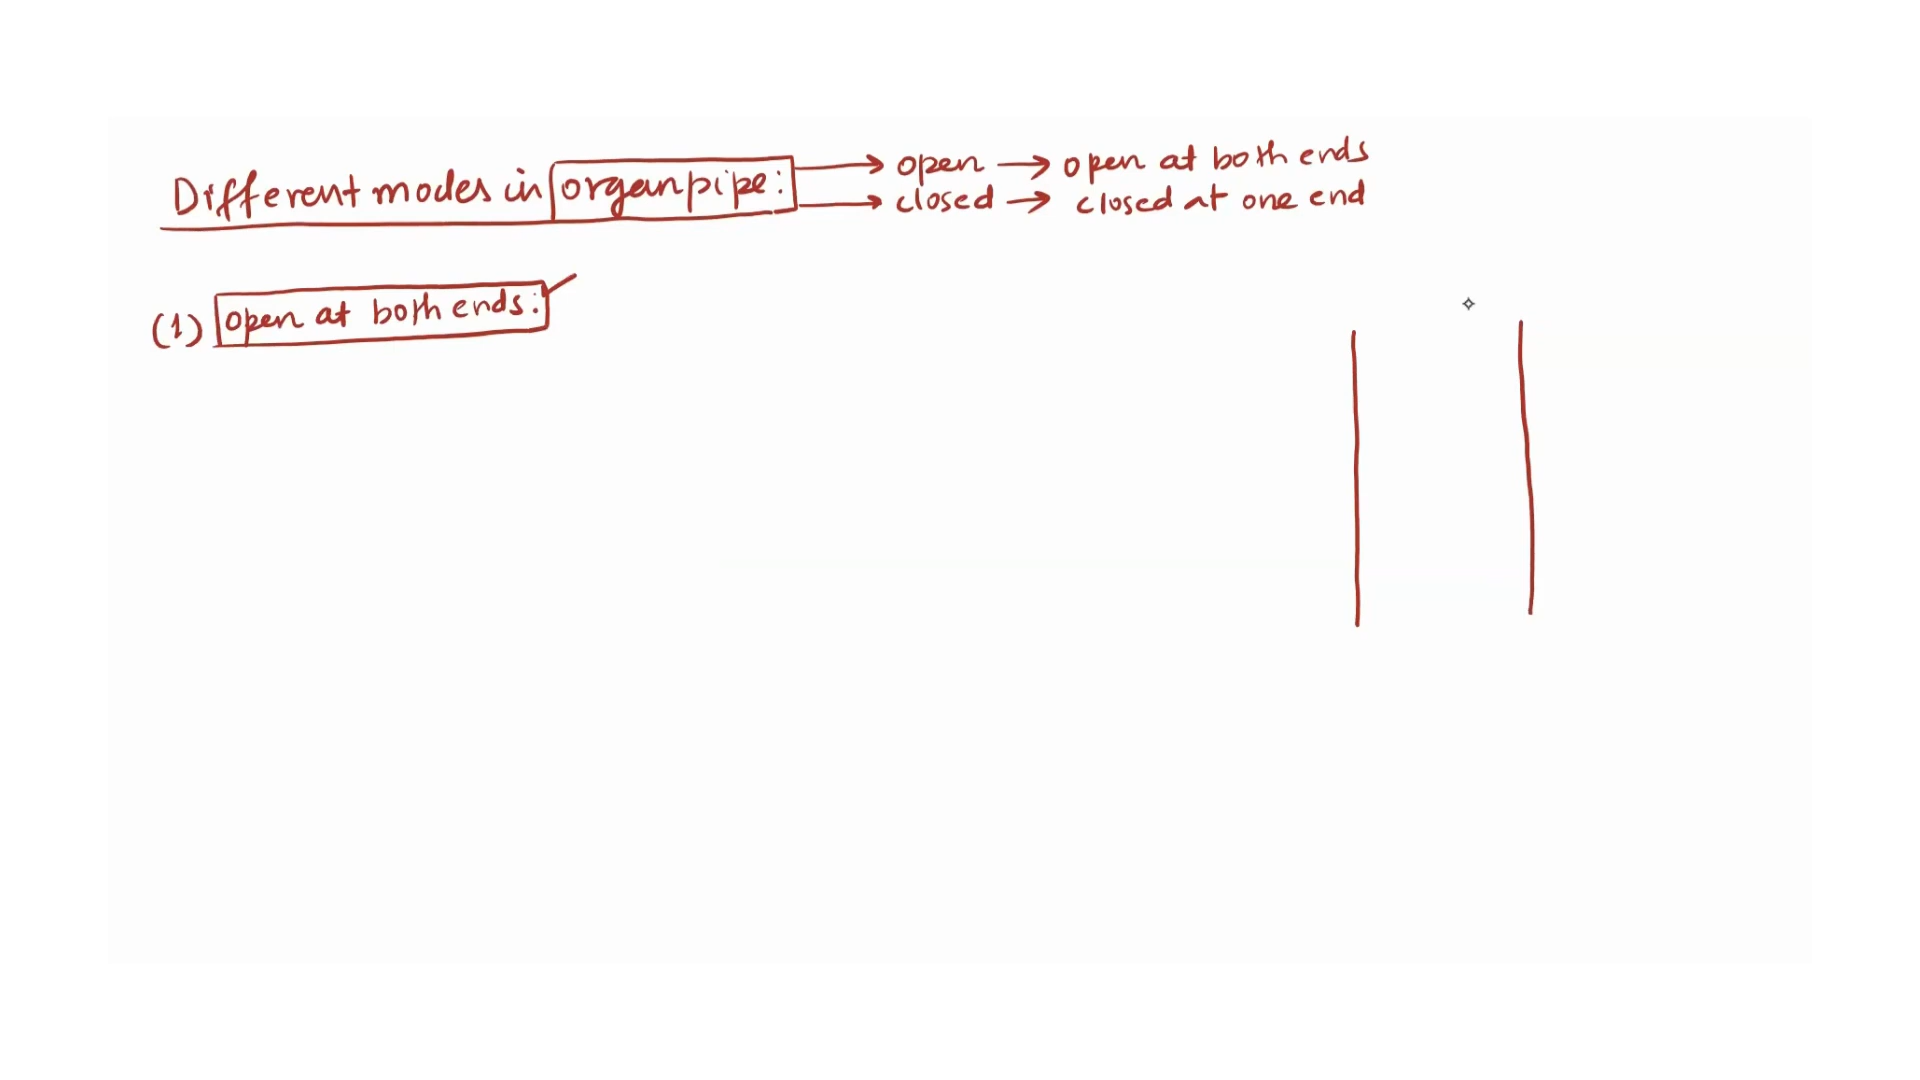 Different modes in organpipe: → open → open at both ends
→ closed → closed at one end
(1) open at both ends: